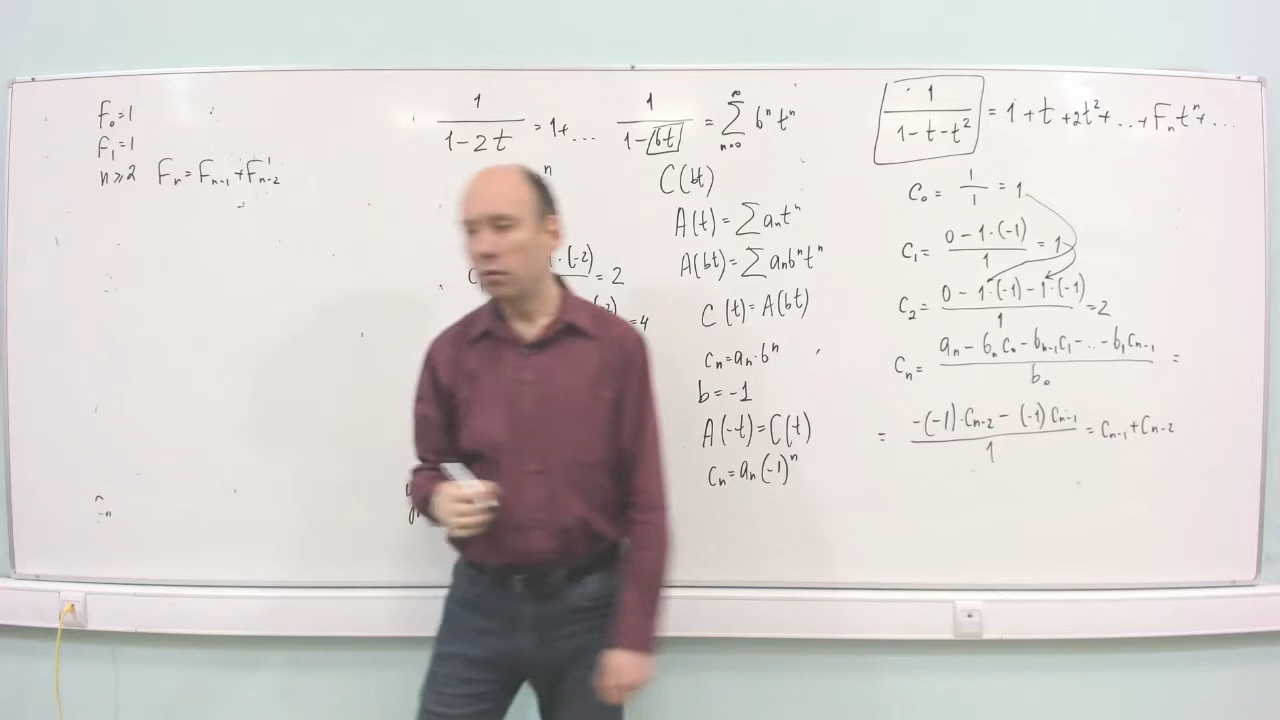 F₀=1
F₁=1
n≥2 Fₙ=Fₙ₋₁+Fₙ₋₂
1/(1-2t) = 1+...
n
·(-2)
= 2
=4
1/(1-bt) = ∑_{n=0}^{∞} bⁿtⁿ
C(bt)
A(t)=∑aₙtⁿ
A(bt)=∑aₙbⁿtⁿ
C(t)=A(bt)
cₙ=aₙ·bⁿ
b=-1
A(-t)=C(t)
cₙ=aₙ(-1)ⁿ
1/(1-t-t²) = 1+t+2t²+...+Fₙtⁿ+...
C₀= 1/1 = 1
C₁= (0-1·(-1))/1 = 1
C₂= (0-1·(-1)-1·(-1))/1 =2
Cₙ= (aₙ-bₙc₀-bₙ₋₁c₁-...-b₁cₙ₋₁)/b₀ =
= (-(-1)·Cₙ₋₂-(-1)Cₙ₋₁)/1 = Cₙ₋₁+Cₙ₋₂